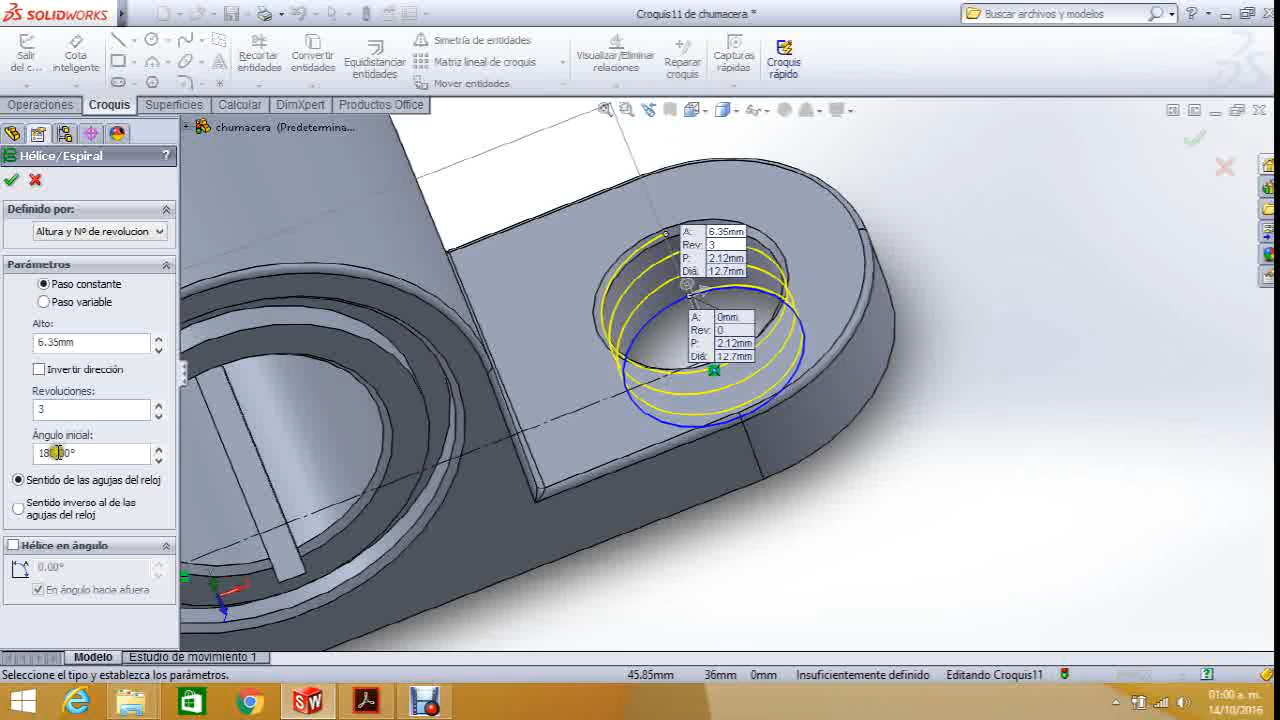 SOLIDWORKS
Croquis11 de chumacera *
Buscar archivos y modelos
Salir del c...
Cota inteligente
Recortar entidades
Convertir entidades
Equidistanciar entidades
Simetría de entidades
Matriz lineal de croquis
Mover entidades
Visualizar/Eliminar relaciones
Reparar croquis
Capturas rápidas
Croquis rápido
Operaciones
Croquis
Superficies
Calcular
DimXpert
Productos Office
chumacera (Predetermina...
Hélice/Espiral
?
Definido por:
Altura y Nº de revolucion
Parámetros
Paso constante
Paso variable
Alto:
6.35mm
Invertir dirección
Revoluciones:
3
Ángulo inicial:
Sentido de las agujas del reloj
Sentido inverso al de las
agujas del reloj
Hélice en ángulo
0.00°
En ángulo hacia afuera
A: 6.35mm
Rev: 3
P: 2.12mm
Diá: 12.7mm
A: 0mm
Rev: 0
P: 2.12mm
Diá: 12.7mm
Modelo
Estudio de movimiento 1
Seleccione el tipo y establezca los parámetros.
45.85mm
36mm
0mm
Insuficientemente definido
Editando Croquis11
01:00 a. m.
14/10/2016